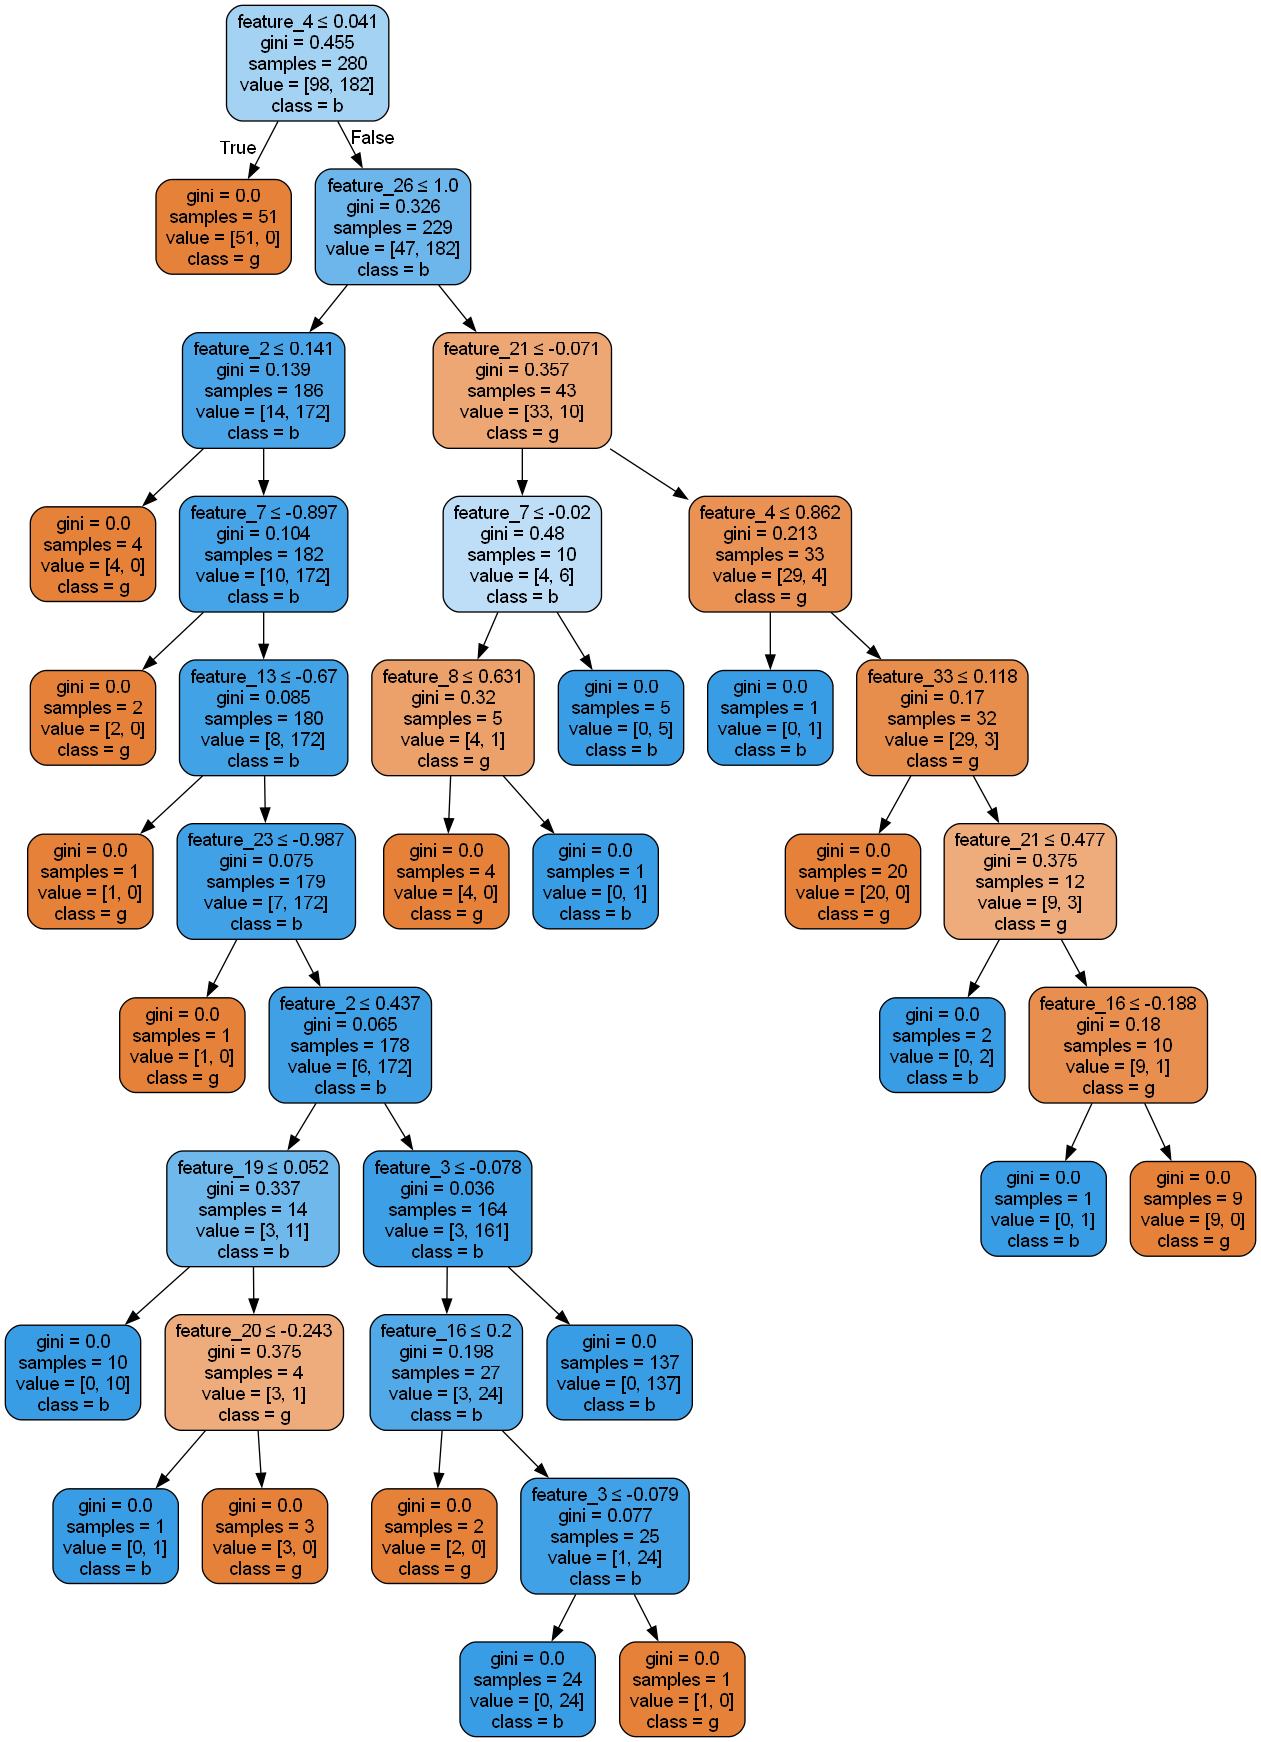 feature_4 ≤ 0.041
gini = 0.455
samples = 280
value = [98, 182]
class = b
True
False
gini = 0.0
samples = 51
value = [51, 0]
class = g
feature_26 ≤ 1.0
gini = 0.326
samples = 229
value = [47, 182]
class = b
feature_2 ≤ 0.141
gini = 0.139
samples = 186
value = [14, 172]
class = b
feature_21 ≤ -0.071
gini = 0.357
samples = 43
value = [33, 10]
class = g
gini = 0.0
samples = 4
value = [4, 0]
class = g
feature_7 ≤ -0.897
gini = 0.104
samples = 182
value = [10, 172]
class = b
feature_7 ≤ -0.02
gini = 0.48
samples = 10
value = [4, 6]
class = b
feature_4 ≤ 0.862
gini = 0.213
samples = 33
value = [29, 4]
class = g
gini = 0.0
samples = 2
value = [2, 0]
class = g
feature_13 ≤ -0.67
gini = 0.085
samples = 180
value = [8, 172]
class = b
feature_8 ≤ 0.631
gini = 0.32
samples = 5
value = [4, 1]
class = g
gini = 0.0
samples = 5
value = [0, 5]
class = b
gini = 0.0
samples = 1
value = [0, 1]
class = b
feature_33 ≤ 0.118
gini = 0.17
samples = 32
value = [29, 3]
class = g
gini = 0.0
samples = 1
value = [1, 0]
class = g
feature_23 ≤ -0.987
gini = 0.075
samples = 179
value = [7, 172]
class = b
gini = 0.0
samples = 4
value = [4, 0]
class = g
gini = 0.0
samples = 1
value = [0, 1]
class = b
gini = 0.0
samples = 20
value = [20, 0]
class = g
feature_21 ≤ 0.477
gini = 0.375
samples = 12
value = [9, 3]
class = g
gini = 0.0
samples = 1
value = [1, 0]
class = g
feature_2 ≤ 0.437
gini = 0.065
samples = 178
value = [6, 172]
class = b
gini = 0.0
samples = 2
value = [0, 2]
class = b
feature_16 ≤ -0.188
gini = 0.18
samples = 10
value = [9, 1]
class = g
feature_19 ≤ 0.052
gini = 0.337
samples = 14
value = [3, 11]
class = b
feature_3 ≤ -0.078
gini = 0.036
samples = 164
value = [3, 161]
class = b
gini = 0.0
samples = 1
value = [0, 1]
class = b
gini = 0.0
samples = 9
value = [9, 0]
class = g
gini = 0.0
samples = 10
value = [0, 10]
class = b
feature_20 ≤ -0.243
gini = 0.375
samples = 4
value = [3, 1]
class = g
feature_16 ≤ 0.2
gini = 0.198
samples = 27
value = [3, 24]
class = b
gini = 0.0
samples = 137
value = [0, 137]
class = b
gini = 0.0
samples = 1
value = [0, 1]
class = b
gini = 0.0
samples = 3
value = [3, 0]
class = g
gini = 0.0
samples = 2
value = [2, 0]
class = g
feature_3 ≤ -0.079
gini = 0.077
samples = 25
value = [1, 24]
class = b
gini = 0.0
samples = 24
value = [0, 24]
class = b
gini = 0.0
samples = 1
value = [1, 0]
class = g